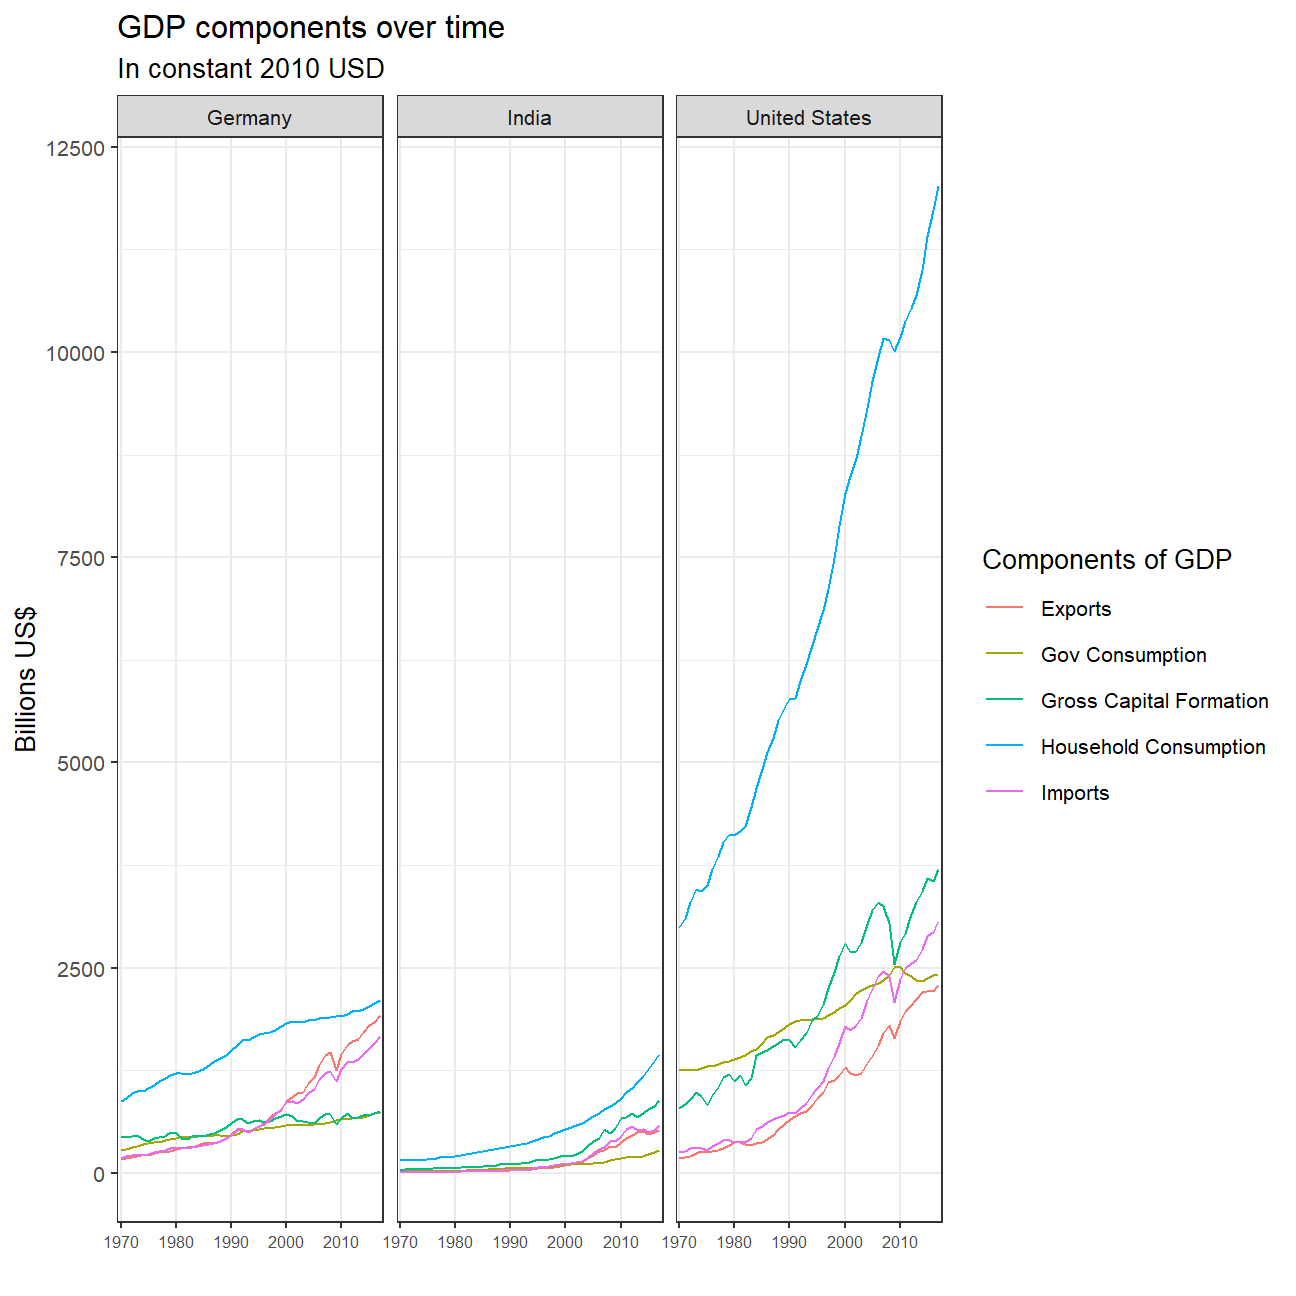 GDP components over time
In constant 2010 USD
Germany
India
United States
12500
10000
7500
5000
2500
0
Billions US$
1970 1980 1990 2000 2010
1970 1980 1990 2000 2010
1970 1980 1990 2000 2010
Components of GDP
Exports
Gov Consumption
Gross Capital Formation
Household Consumption
Imports